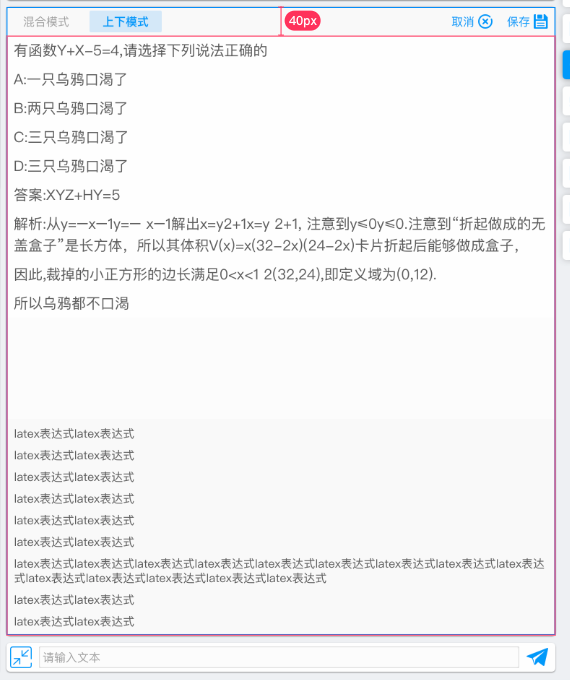 混合模式 上下模式 40px 取消 保存
有函数Y+X-5=4,请选择下列说法正确的
A:一只乌鸦口渴了
B:两只乌鸦口渴了
C:三只乌鸦口渴了
D:三只乌鸦口渴了
答案:XYZ+HY=5
解析:从y=一x一1y=一 x一1解出x=y2+1x=y 2+1, 注意到y≤0y≤0.注意到“折起做成的无
盖盒子”是长方体，所以其体积V(x)=x(32-2x)(24-2x)卡片折起后能够做成盒子，
因此,裁掉的小正方形的边长满足0<x<1 2(32,24),即定义域为(0,12).
所以乌鸦都不口渴
latex表达式latex表达式
latex表达式latex表达式
latex表达式latex表达式
latex表达式latex表达式
latex表达式latex表达式
latex表达式latex表达式
latex表达式latex表达式latex表达式latex表达式latex表达式latex表达式latex表达式latex表达式latex表达
式latex表达式latex表达式latex表达式latex表达式latex表达式
latex表达式latex表达式
latex表达式latex表达式
请输入文本